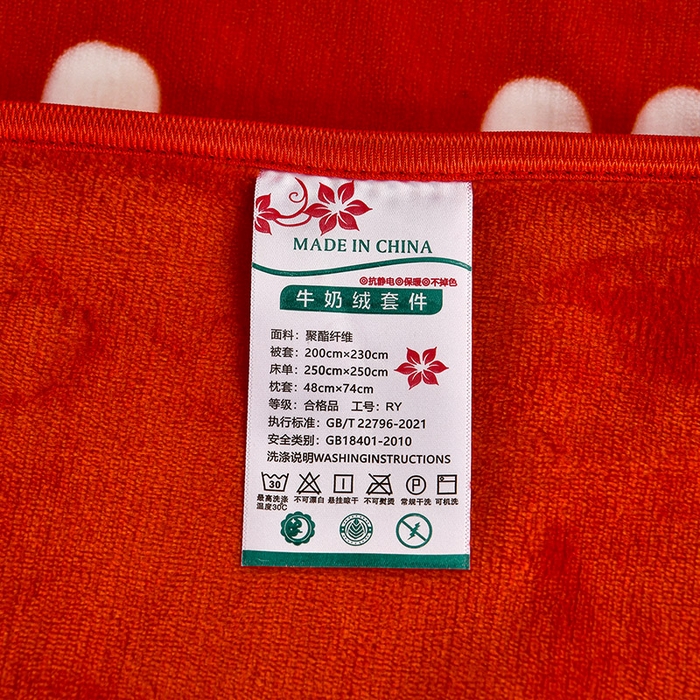 MADE IN CHINA
◎抗静电◎保暖◎不掉色
牛奶绒套件
面料：聚酯纤维
被套：200cm×230cm
床单：250cm×250cm
枕套：48cm×74cm
等级：合格品 工号：RY
执行标准：GB/T 22796-2021
安全类别：GB18401-2010
洗涤说明WASHINGINSTRUCTIONS
30 P
最高洗涤温度30℃ 不可漂白 悬挂晾干 不可熨烫 常规干洗 可机洗